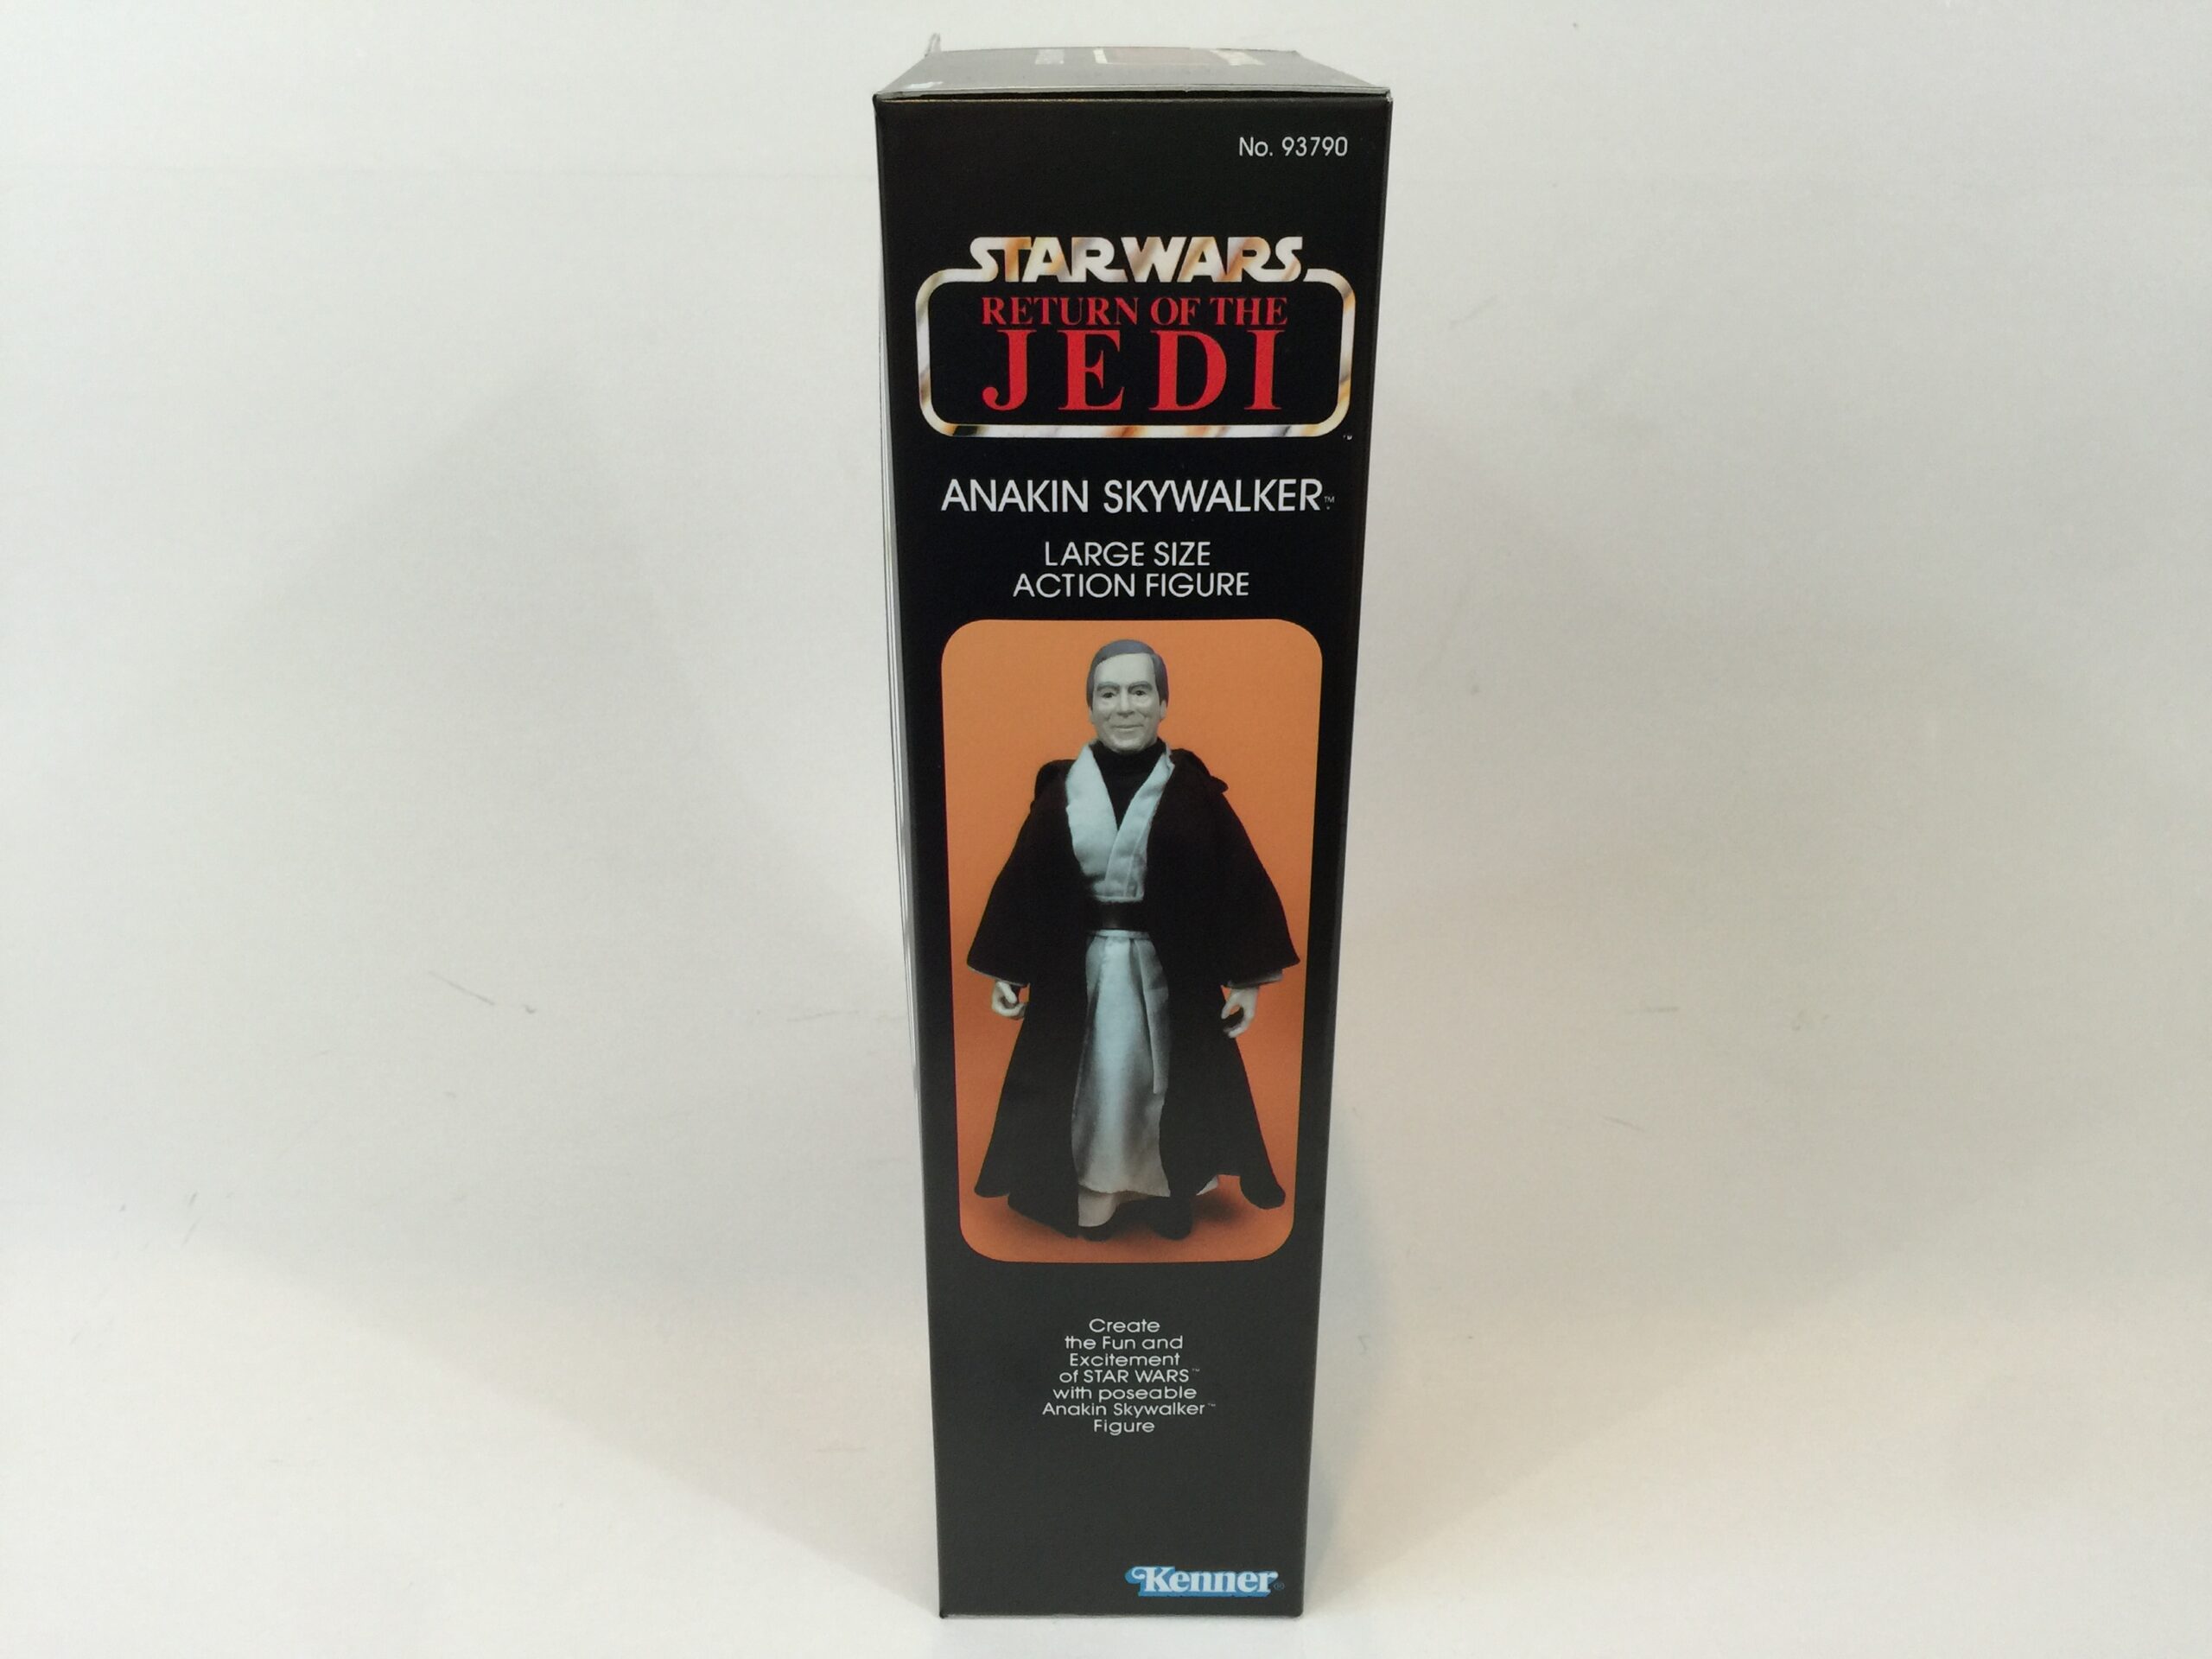 No. 93790
STAR WARS
RETURN OF THE
JEDI
™
ANAKIN SKYWALKER™
LARGE SIZE
ACTION FIGURE
Create
the Fun and
Excitement
of STAR WARS™
with poseable
Anakin Skywalker™
Figure
Kenner®